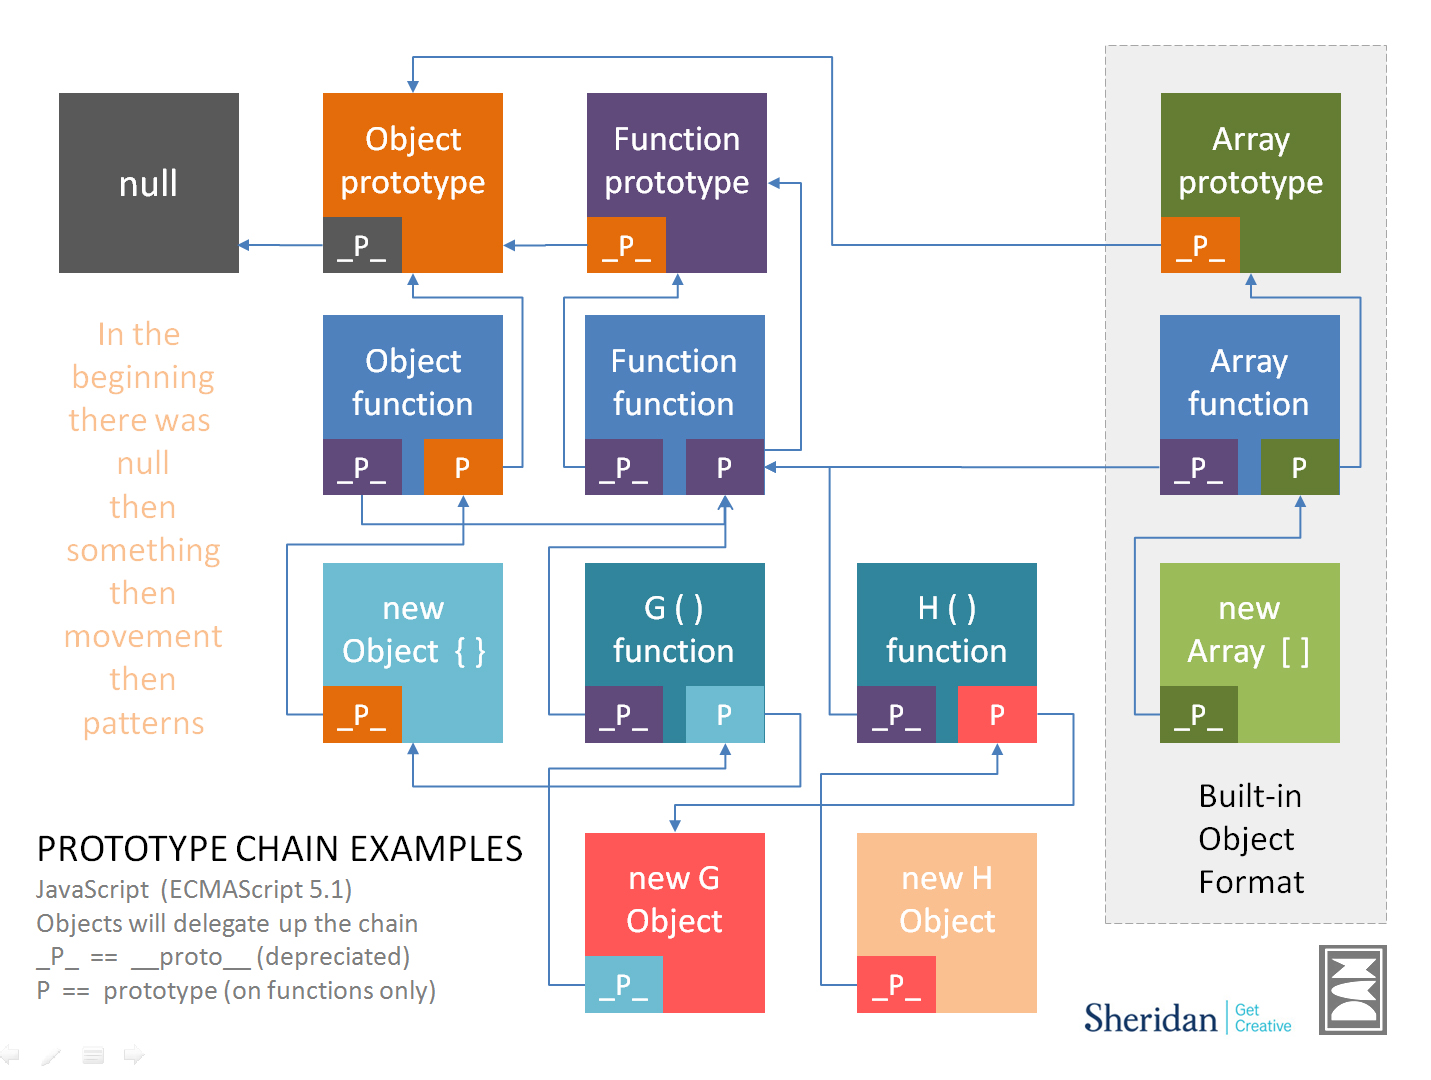 null
Object
prototype
_P_
Function
prototype
_P_
Array
prototype
_P_
In the
beginning
there was
null
then
something
then
movement
then
patterns
Object
function
_P_
P
Function
function
_P_
P
Array
function
_P_
P
new
Object { }
_P_
G ( )
function
_P_
P
H ( )
function
_P_
P
new
Array [ ]
_P_
Built-in
Object
Format
PROTOTYPE CHAIN EXAMPLES
JavaScript (ECMAScript 5.1)
Objects will delegate up the chain
_P_ == __proto__ (depreciated)
P == prototype (on functions only)
new G
Object
_P_
new H
Object
_P_
Sheridan
Get
Creative